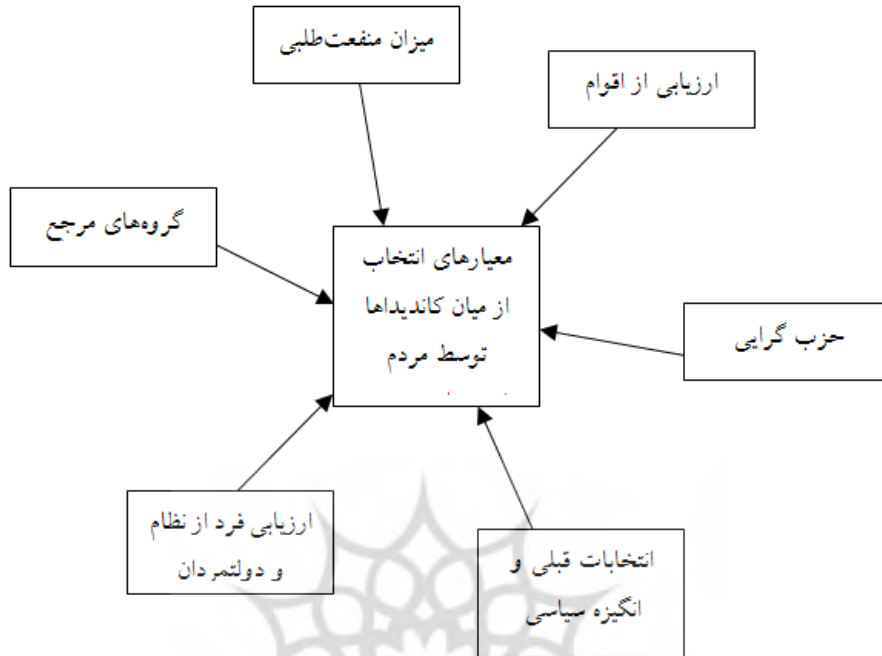 میزان منفعت‌طلبی
ارزیابی از اقوام
گروه‌های مرجع
معیارهای انتخاب
از میان کاندیداها
توسط مردم
حزب گرایی
ارزیابی فرد از نظام
و دولتمردان
انتخابات قبلی و
انگیزه سیاسی